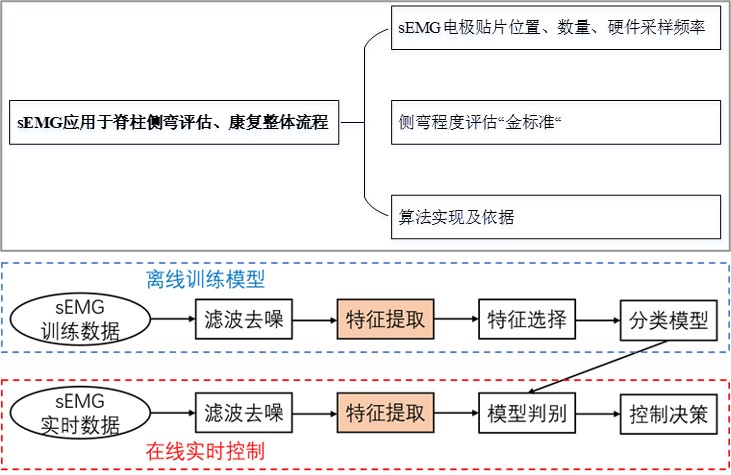 sEMG电极贴片位置、数量、硬件采样频率
sEMG应用于脊柱侧弯评估、康复整体流程
侧弯程度评估“金标准“
算法实现及依据
离线训练模型
sEMG
训练数据
滤波去噪
特征提取
特征选择
分类模型
sEMG
实时数据
滤波去噪
特征提取
模型判别
控制决策
在线实时控制